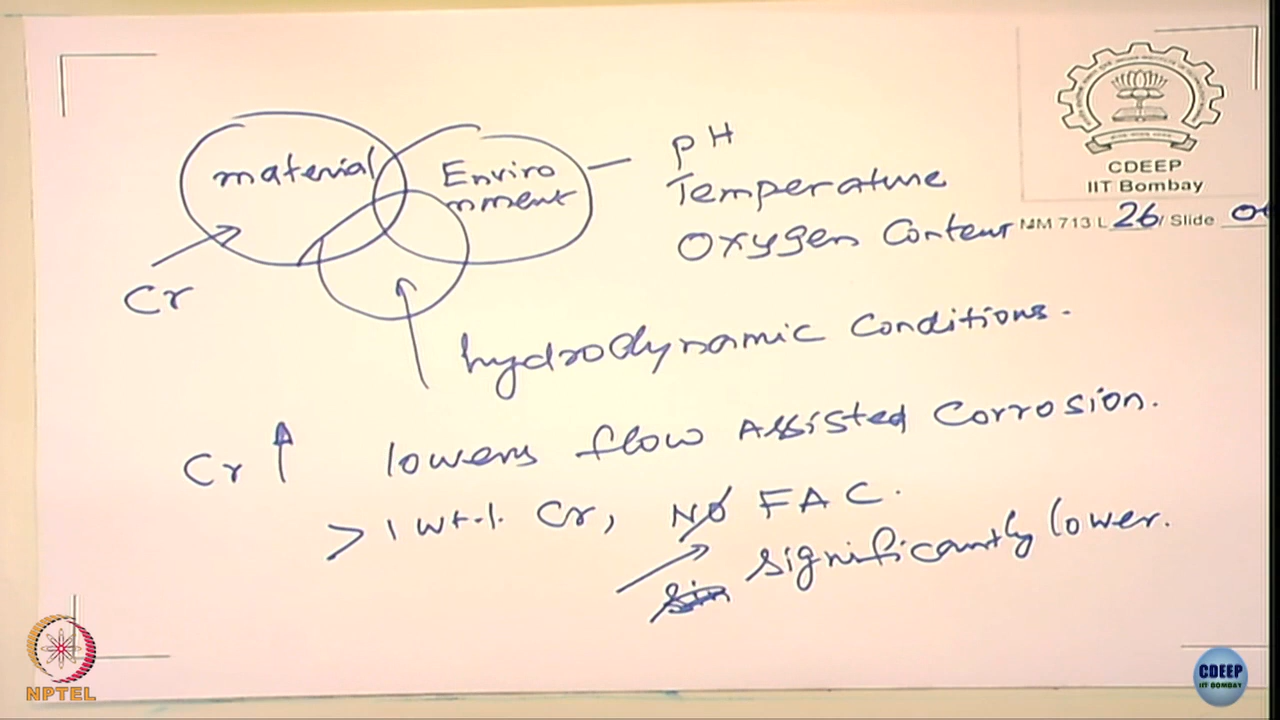 CDEEP
IIT Bombay
MM 713 L 26 / Slide
material
Enviro
nment
pH
Temperature
Oxygen Content
Cr
hydrodynamic conditions.
Cr ↑ lowers flow Assisted Corrosion.
> 1 wt.%. Cr, No FAC.
significantly lower.
NPTEL
CDEEP
IIT BOMBAY